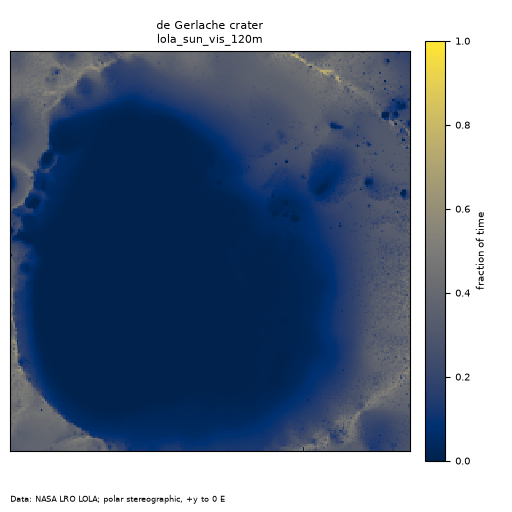 de Gerlache crater
lola_sun_vis_120m
1.0
0.8
0.6
0.4
0.2
0.0
fraction of time
Data: NASA LRO LOLA; polar stereographic, +y to 0 E